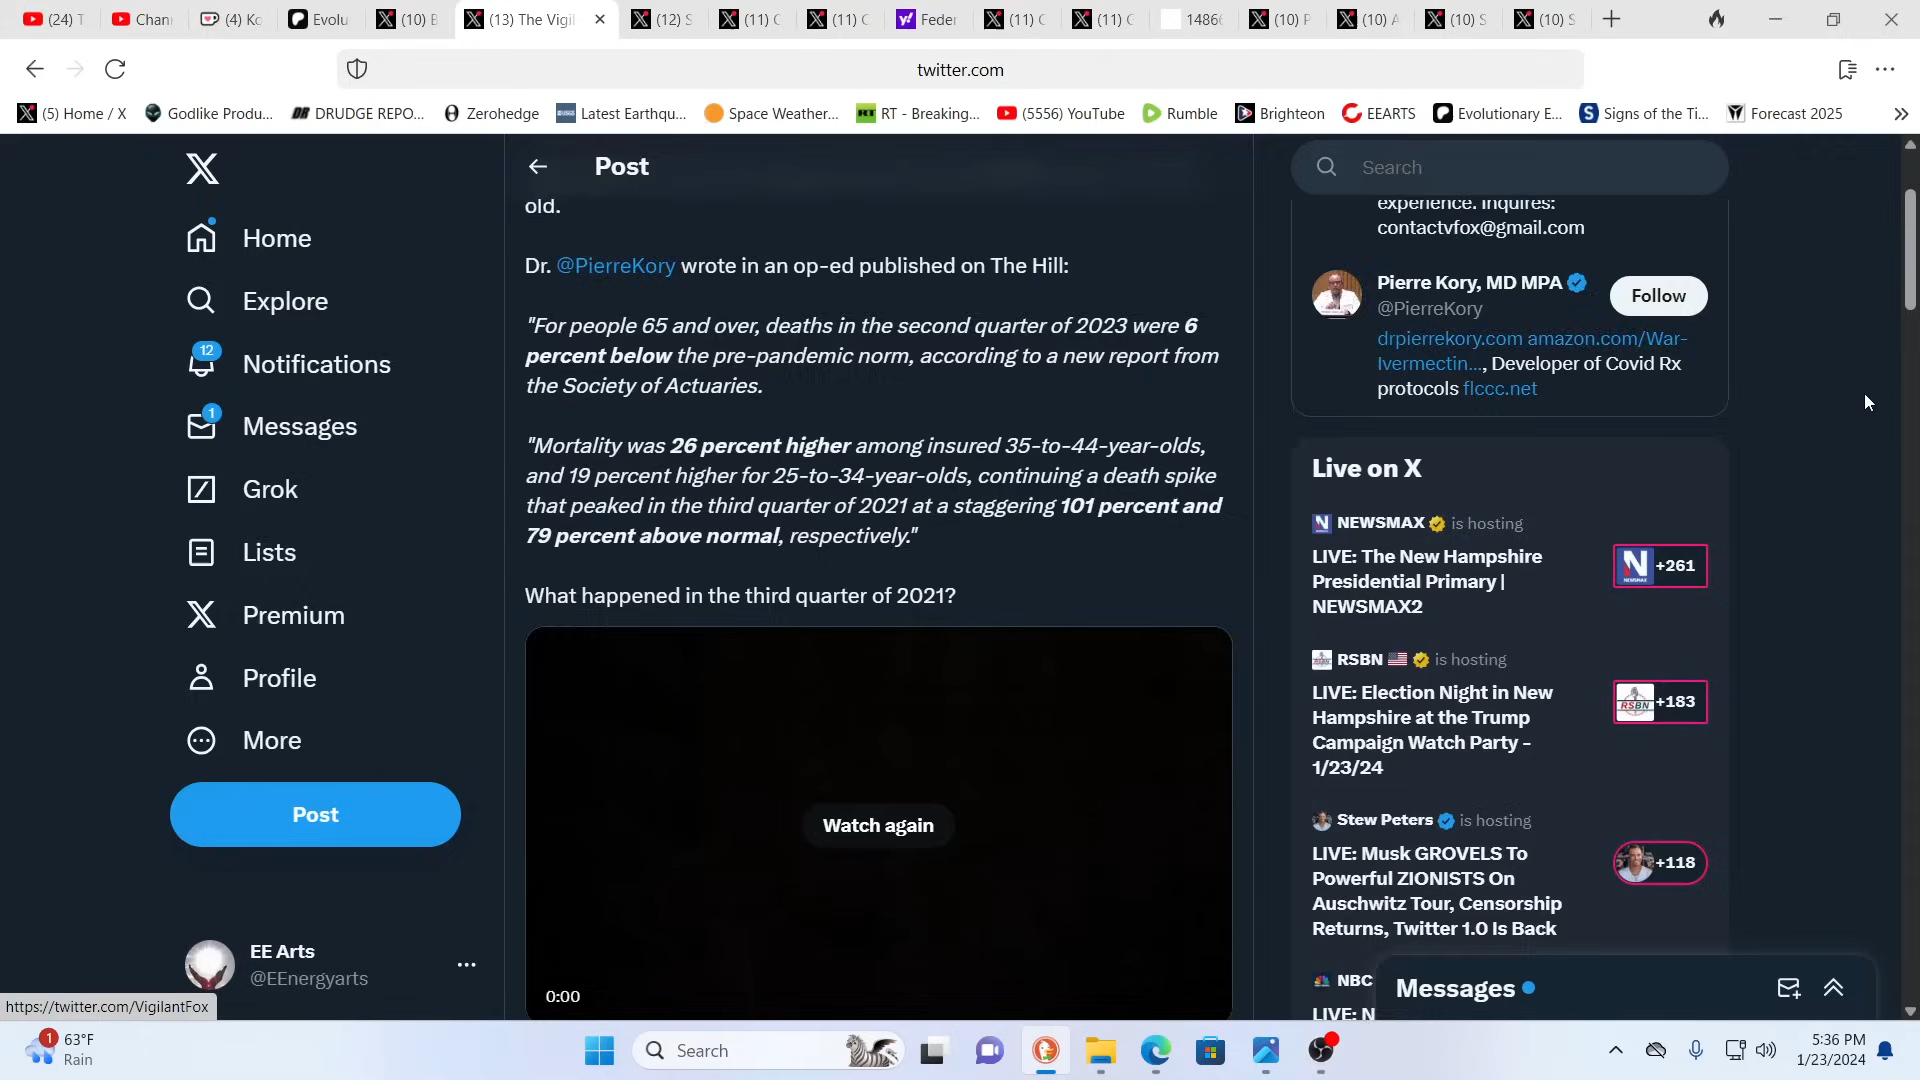 (24) T
Chan
(4) Ko
Evolu
(10) B
(13) The Vigil
(12) S
(11) C
(11) C
Feder
(11) C
(11) C
1486
(10) P
(10) A
(10) S
(10) S
twitter.com
(5) Home / X
Godlike Produ...
DRUDGE REPO...
Zerohedge
Latest Earthqu...
Space Weather...
RT - Breaking...
(5556) YouTube
Rumble
Brighteon
EEARTS
Evolutionary E...
Signs of the Ti...
Forecast 2025
Home
Explore
12
Notifications
1
Messages
Grok
Lists
Premium
Profile
More
Post
EE Arts
@EEnergyarts
https://twitter.com/VigilantFox
Post
old.
Dr. @PierreKory wrote in an op-ed published on The Hill:
"For people 65 and over, deaths in the second quarter of 2023 were 6
percent below the pre-pandemic norm, according to a new report from
the Society of Actuaries.
"Mortality was 26 percent higher among insured 35-to-44-year-olds,
and 19 percent higher for 25-to-34-year-olds, continuing a death spike
that peaked in the third quarter of 2021 at a staggering 101 percent and
79 percent above normal, respectively."
What happened in the third quarter of 2021?
Watch again
0:00
Search
experience. Inquires:
contactvfox@gmail.com
Pierre Kory, MD MPA
@PierreKory
Follow
drpierrekory.com amazon.com/War-
Ivermectin..., Developer of Covid Rx
protocols flccc.net
Live on X
NEWSMAX is hosting
LIVE: The New Hampshire
Presidential Primary |
NEWSMAX2
+261
RSBN is hosting
LIVE: Election Night in New
Hampshire at the Trump
Campaign Watch Party -
1/23/24
+183
Stew Peters is hosting
LIVE: Musk GROVELS To
Powerful ZIONISTS On
Auschwitz Tour, Censorship
Returns, Twitter 1.0 Is Back
+118
NBC
LIVE: N
Messages
1
63°F
Rain
Search
5:36 PM
1/23/2024